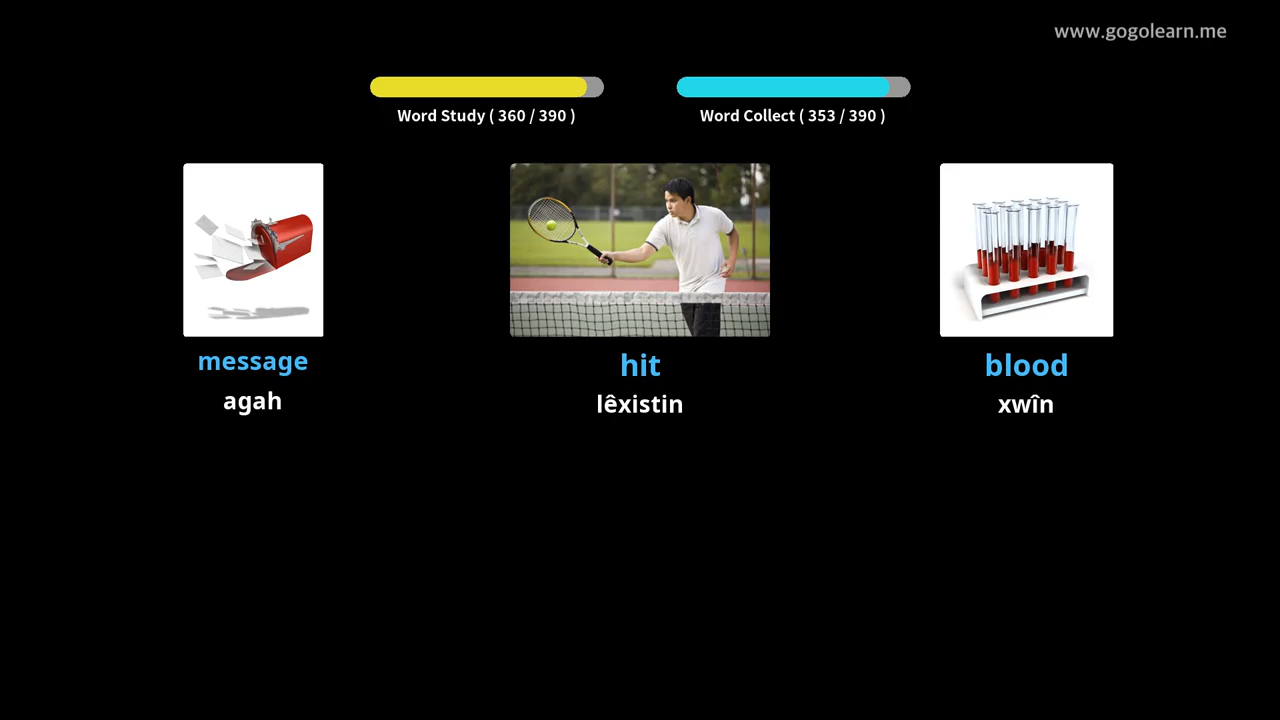 www.gogolearn.me
Word Study ( 360 / 390 )
Word Collect ( 353 / 390 )
message
hit
blood
agah
lêxistin
xwîn